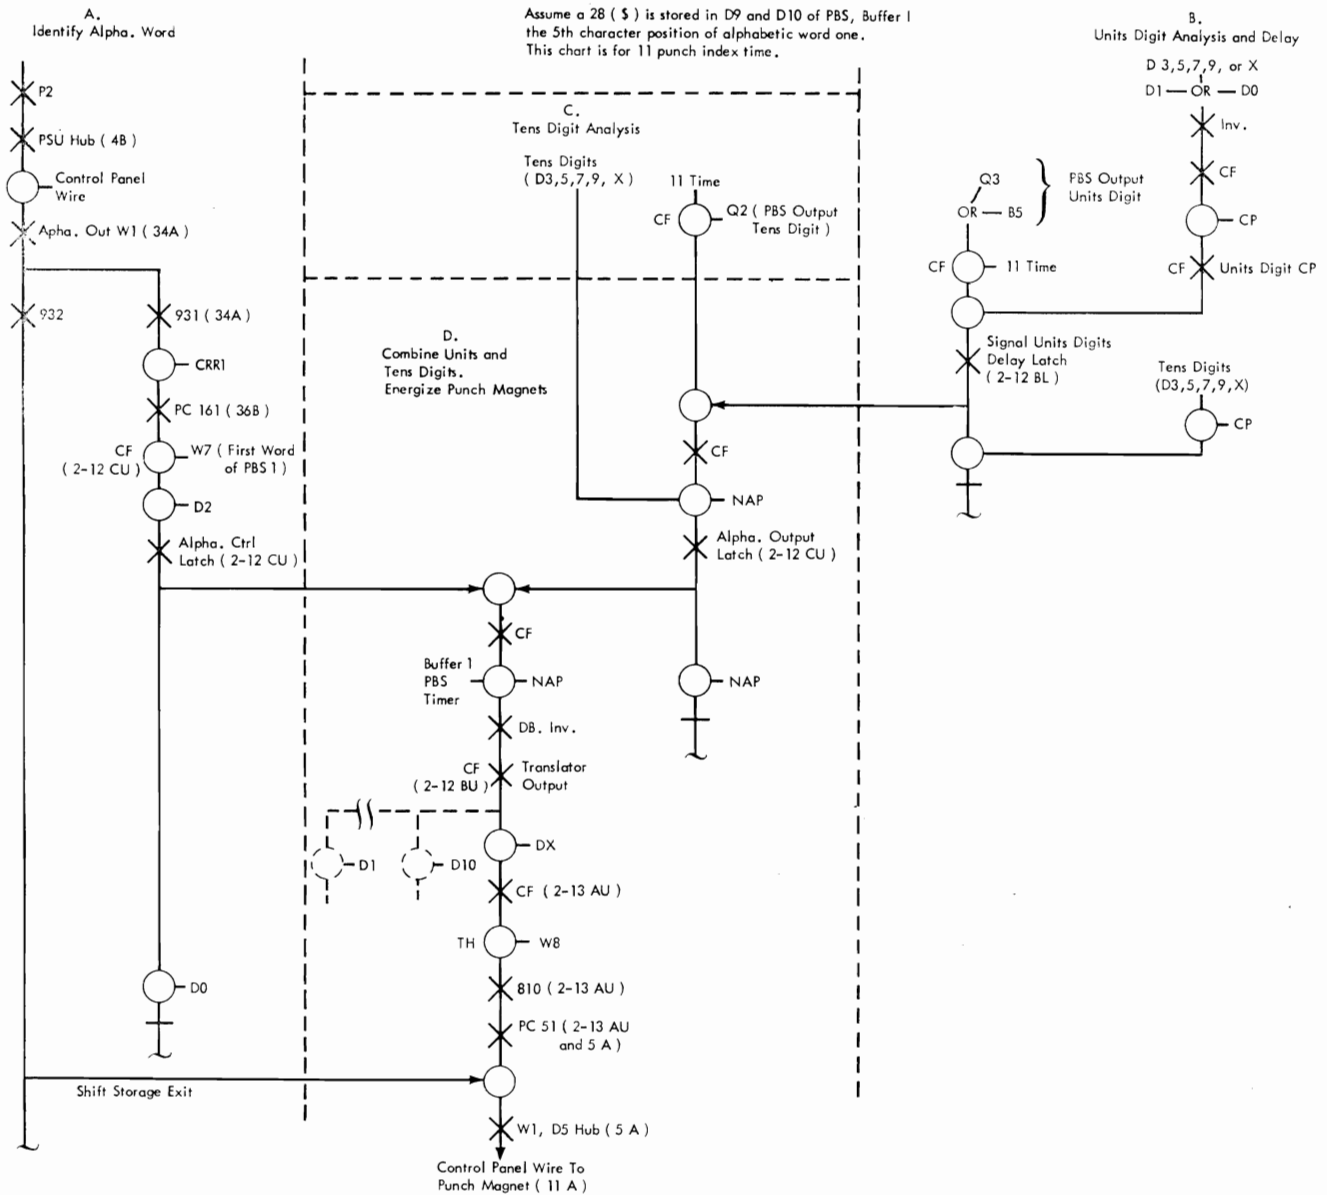 A.
Identify Alpha. Word
Assume a 28 ( $ ) is stored in D9 and D10 of PBS, Buffer 1
the 5th character position of alphabetic word one.
This chart is for 11 punch index time.
B.
Units Digit Analysis and Delay
P2
PSU Hub ( 4B )
Control Panel
Wire
Apha. Out W1 ( 34A )
932
931 ( 34A )
CRR1
PC 161 ( 36B )
CF
( 2-12 CU )
W7 ( First Word
of PBS 1 )
D2
Alpha. Ctrl
Latch ( 2-12 CU )
D0
Shift Storage Exit
C.
Tens Digit Analysis
Tens Digits
( D3,5,7,9, X )
11 Time
CF
Q2 ( PBS Output
Tens Digit )
D.
Combine Units and
Tens Digits.
Energize Punch Magnets
CF
NAP
Alpha. Output
Latch ( 2-12 CU )
NAP
CF
Buffer 1
PBS
Timer
NAP
DB. Inv.
CF
( 2-12 BU )
Translator
Output
D1
D10
DX
CF ( 2-13 AU )
TH
W8
810 ( 2-13 AU )
PC 51 ( 2-13 AU
and 5 A )
W1, D5 Hub ( 5 A )
Control Panel Wire To
Punch Magnet ( 11 A )
D 3,5,7,9, or X
D1 — OR — D0
Inv.
CF
CP
CF
Units Digit CP
Q3
OR — B5
PBS Output
Units Digit
CF
11 Time
Signal Units Digits
Delay Latch
( 2-12 BL )
Tens Digits
(D3,5,7,9,X)
CP